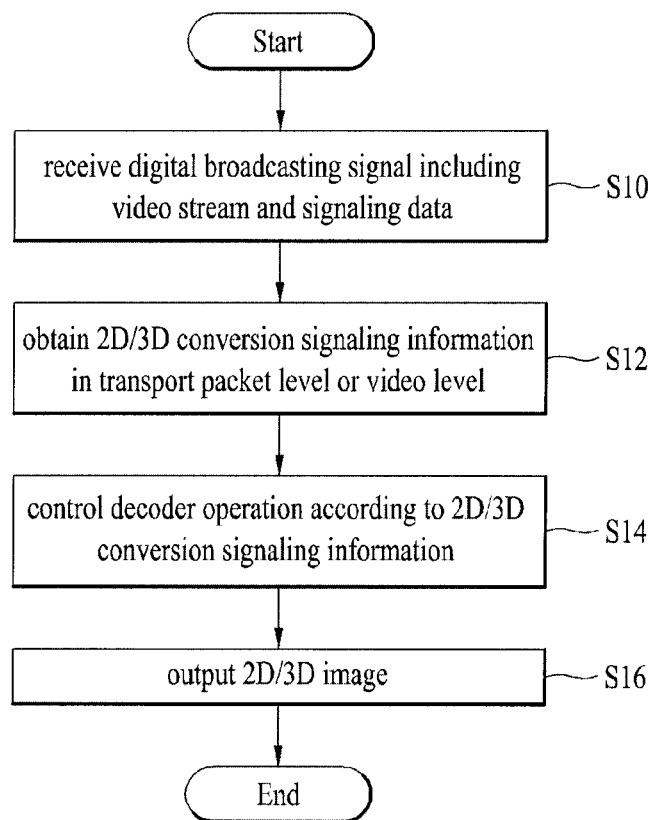 Start
receive digital broadcasting signal including
video stream and signaling data
S10
obtain 2D/3D conversion signaling information
in transport packet level or video level
S12
control decoder operation according to 2D/3D
conversion signaling information
S14
output 2D/3D image
S16
End